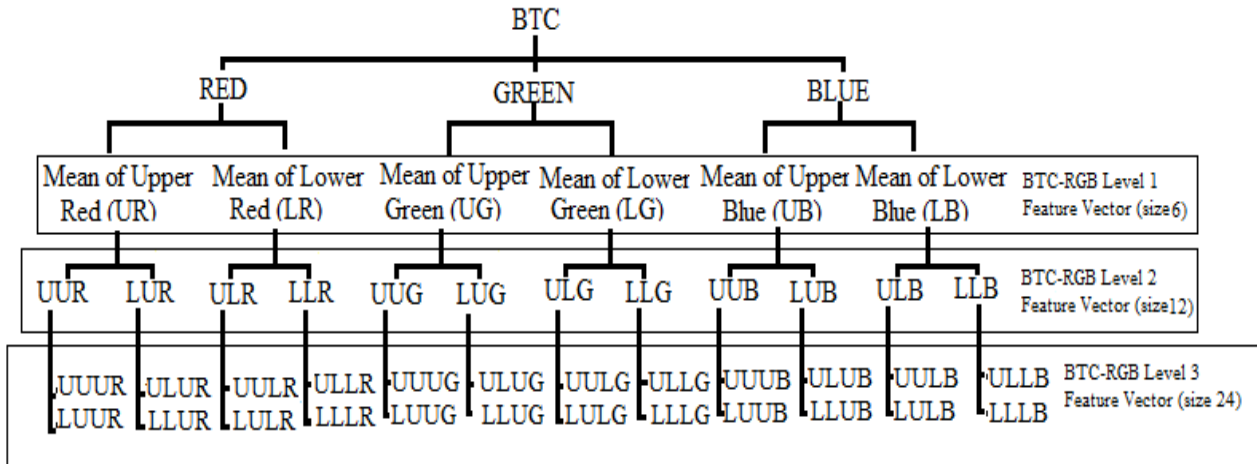 BTC
RED GREEN BLUE
Mean of Upper Mean of Lower Mean of Upper Mean of Lower Mean of Upper Mean of Lower BTC-RGB Level 1
Red (UR) Red (LR) Green (UG) Green (LG) Blue (UB) Blue (LB) Feature Vector (size6)
UUR LUR ULR LLR UUG LUG ULG LLG UUB LUB ULB LLB BTC-RGB Level 2
Feature Vector (size12)
UUUR ULUR UULR ULLR UUUG ULUG UULG ULLG UUUB ULUB UULB ULLB BTC-RGB Level 3
LUUR LLUR LULR LLLR LUUG LLUG LULG LLLG LUUB LLUB LULB LLLB Feature Vector (size 24)